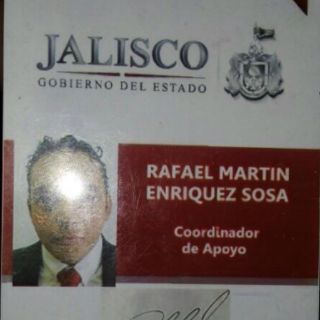 JALISCO
GOBIERNO DEL ESTADO
RAFAEL MARTIN
ENRIQUEZ SOSA
Coordinador
de Apoyo